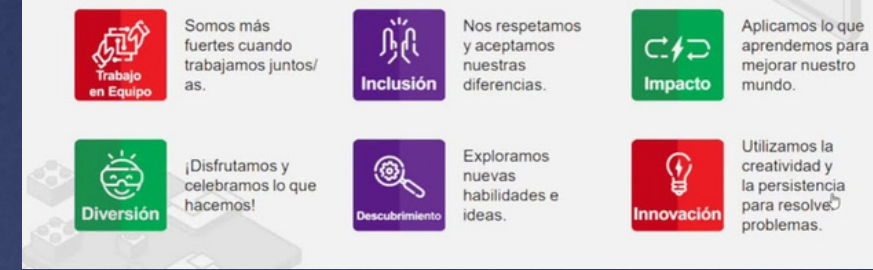 Trabajo
en Equipo
Somos más
fuertes cuando
trabajamos juntos/
as.
Inclusión
Nos respetamos
y aceptamos
nuestras
diferencias.
Impacto
Aplicamos lo que
aprendemos para
mejorar nuestro
mundo.
Diversión
¡Disfrutamos y
celebramos lo que
hacemos!
Descubrimiento
Exploramos
nuevas
habilidades e
ideas.
Innovación
Utilizamos la
creatividad y
la persistencia
para resolver
problemas.